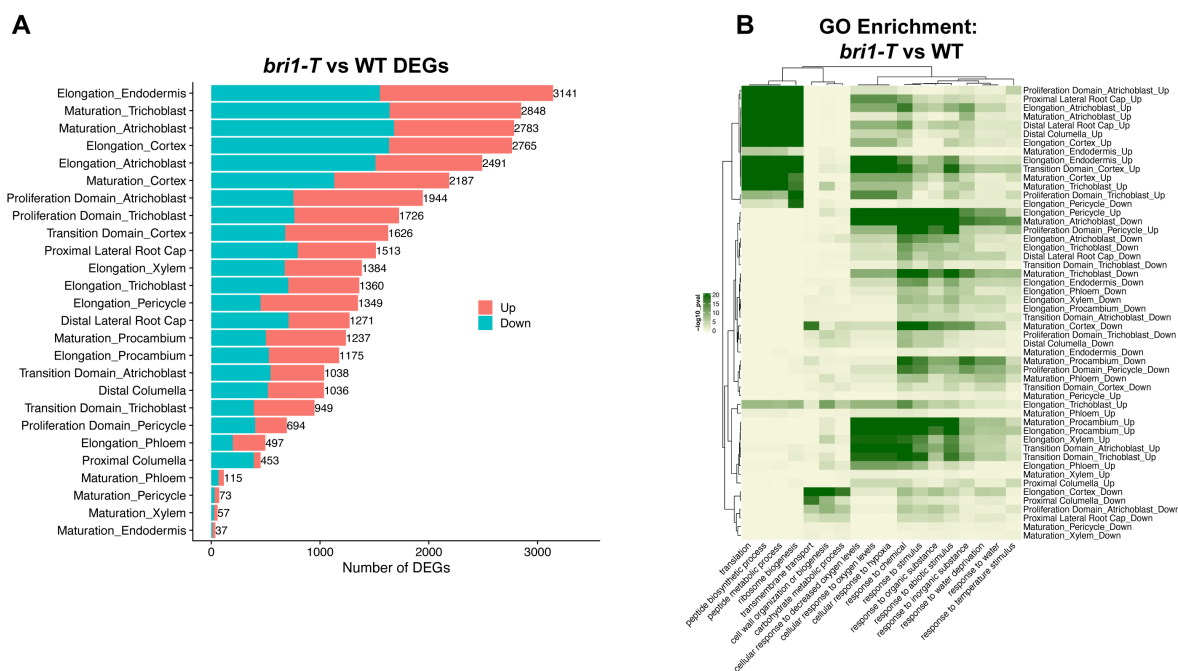 A
bri1-T vs WT DEGs
Elongation_Endodermis
3141
Maturation_Trichoblast
2848
Maturation_Atrichoblast
2783
Elongation_Cortex
2765
Elongation_Atrichoblast
2491
Maturation_Cortex
2187
Proliferation Domain_Atrichoblast
1944
Proliferation Domain_Trichoblast
1726
Transition Domain_Cortex
1626
Proximal Lateral Root Cap
1513
Elongation_Xylem
1384
Elongation_Trichoblast
1360
Elongation_Pericycle
1349
Distal Lateral Root Cap
1271
Maturation_Procambium
1237
Elongation_Procambium
1175
Transition Domain_Atrichoblast
1038
Distal Columella
1036
Transition Domain_Trichoblast
949
Proliferation Domain_Pericycle
694
Elongation_Phloem
497
Proximal Columella
453
Maturation_Phloem
115
Maturation_Pericycle
73
Maturation_Xylem
57
Maturation_Endodermis
37
Up
Down
0
1000
2000
3000
Number of DEGs
B
GO Enrichment:
bri1-T vs WT
Proliferation Domain_Atrichoblast_Up
Proximal Lateral Root Cap_Up
Elongation_Atrichoblast_Up
Maturation_Atrichoblast_Up
Distal Lateral Root Cap_Up
Distal Columella_Up
Elongation_Cortex_Up
Maturation_Endodermis_Up
Elongation_Endodermis_Up
Transition Domain_Cortex_Up
Maturation_Cortex_Up
Maturation_Trichoblast_Up
Proliferation Domain_Trichoblast_Up
Elongation_Pericycle_Down
Elongation_Pericycle_Up
Maturation_Atrichoblast_Down
Proliferation Domain_Pericycle_Up
Elongation_Atrichoblast_Down
Elongation_Trichoblast_Down
Distal Lateral Root Cap_Down
Transition Domain_Trichoblast_Down
Maturation_Trichoblast_Down
Elongation_Endodermis_Down
Elongation_Phloem_Down
Elongation_Xylem_Down
Elongation_Procambium_Down
Transition Domain_Atrichoblast_Down
Maturation_Cortex_Down
Proliferation Domain_Trichoblast_Down
Distal Columella_Down
Maturation_Endodermis_Down
Maturation_Procambium_Down
Proliferation Domain_Pericycle_Down
Maturation_Phloem_Down
Transition Domain_Cortex_Down
Maturation_Pericycle_Up
Elongation_Trichoblast_Up
Maturation_Phloem_Up
Maturation_Procambium_Up
Elongation_Procambium_Up
Elongation_Xylem_Up
Transition Domain_Atrichoblast_Up
Transition Domain_Trichoblast_Up
Elongation_Phloem_Up
Maturation_Xylem_Up
Proximal Columella_Up
Elongation_Cortex_Down
Proximal Columella_Down
Proliferation Domain_Atrichoblast_Down
Proximal Lateral Root Cap_Down
Maturation_Pericycle_Down
Maturation_Xylem_Down
−log10_pval
20
15
10
5
0
translation
peptide biosynthetic process
peptide metabolic process
ribosome biogenesis
transmembrane transport
cell wall organization or biogenesis
carbohydrate metabolic process
cellular response to decreased oxygen levels
cellular response to oxygen levels
cellular response to hypoxia
response to chemical
response to stimulus
response to organic substance
response to abiotic stimulus
response to inorganic substance
response to water deprivation
response to water
response to temperature stimulus